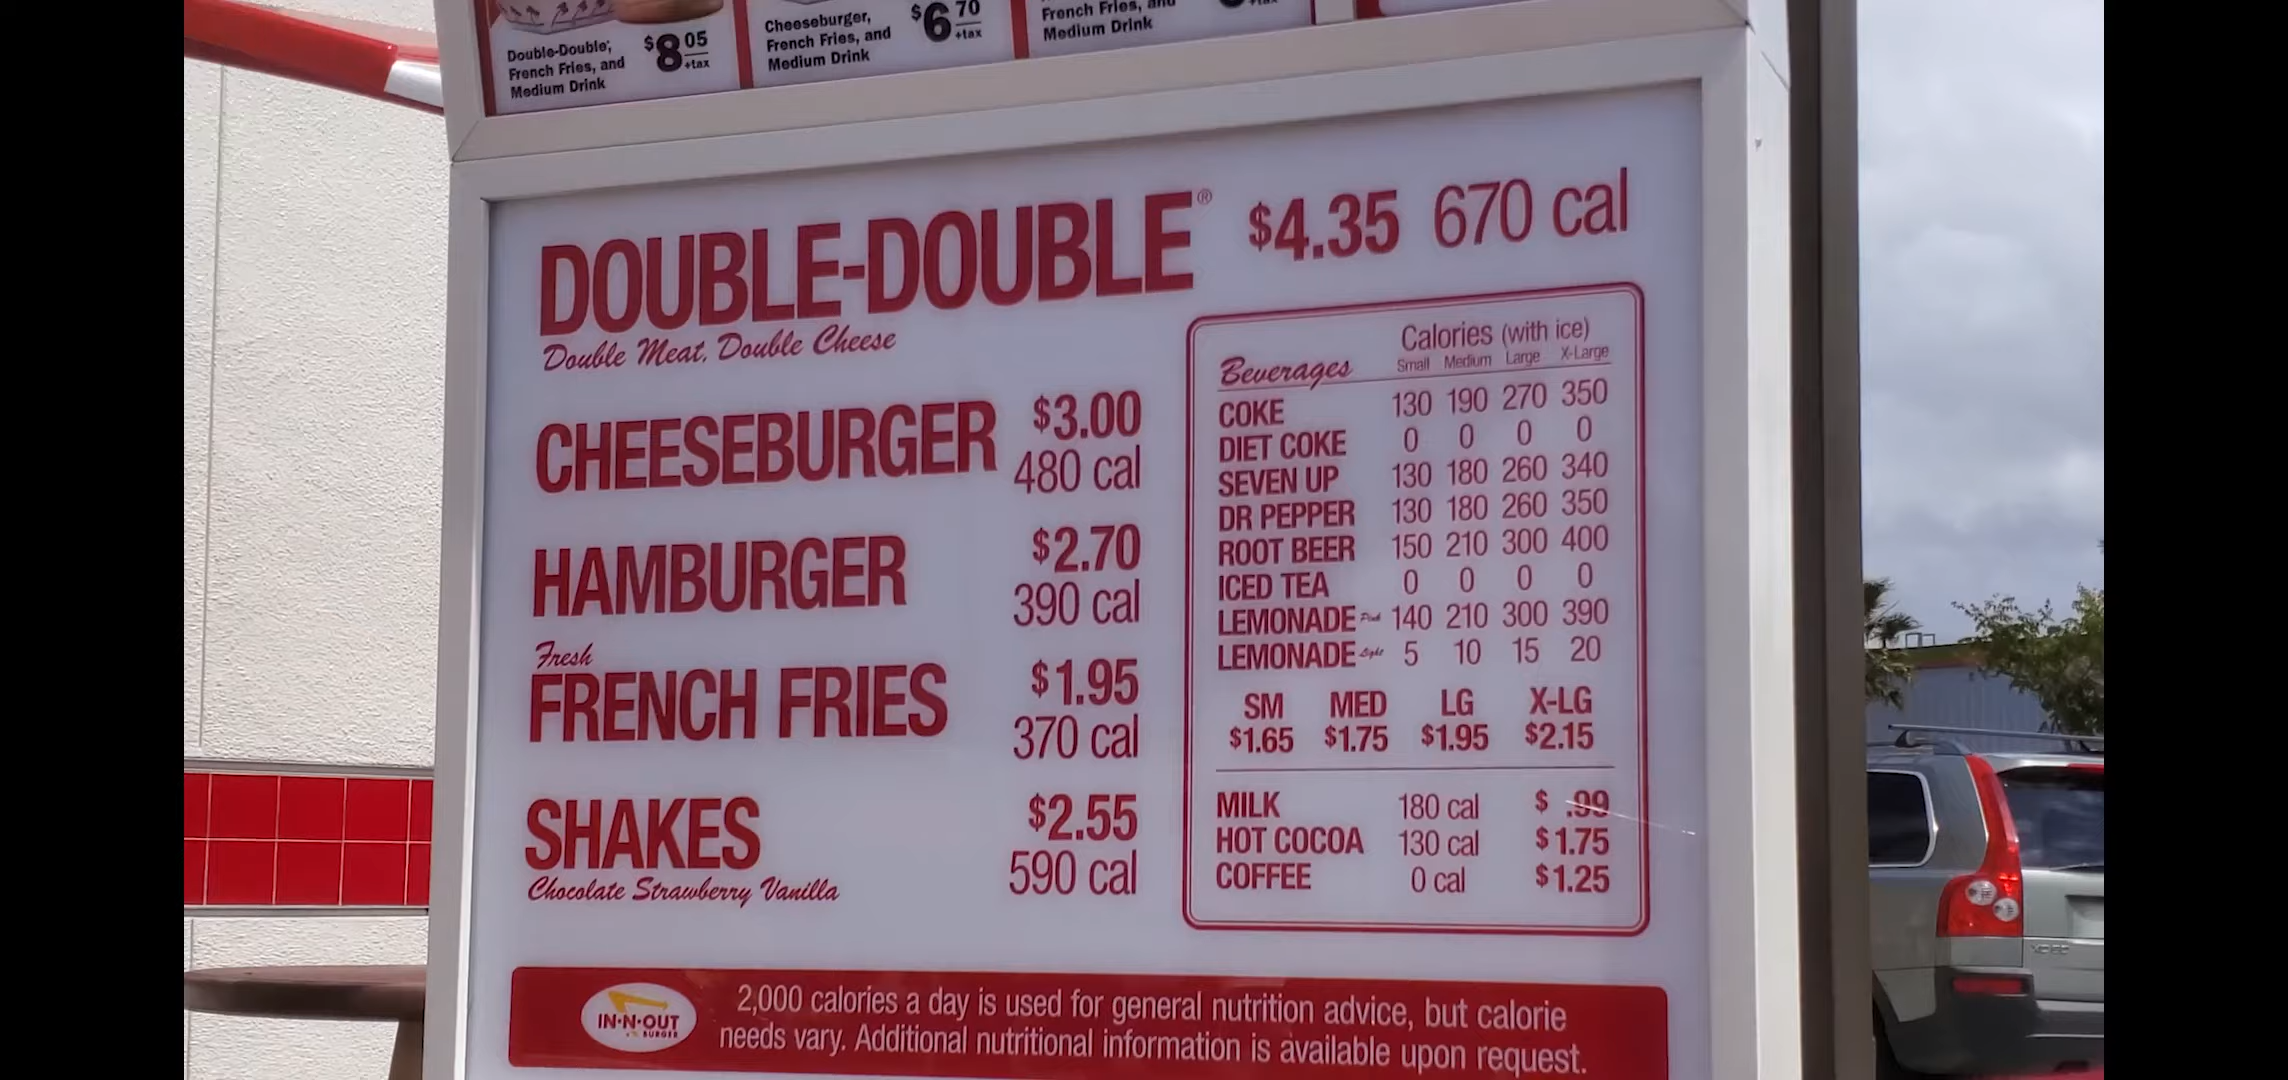 Double-Double®,
French Fries, and
Medium Drink
$8 05
+tax
Cheeseburger,
French Fries, and
Medium Drink
$6 70
+tax
French Fries, and
Medium Drink
+tax
DOUBLE-DOUBLE® $4.35 670 cal
Double Meat, Double Cheese
CHEESEBURGER $3.00
480 cal
HAMBURGER $2.70
390 cal
Fresh
FRENCH FRIES $1.95
370 cal
SHAKES $2.55
590 cal
Chocolate Strawberry Vanilla
Calories (with ice)
Beverages Small Medium Large X-Large
COKE 130 190 270 350
DIET COKE 0 0 0 0
SEVEN UP 130 180 260 340
DR PEPPER 130 180 260 350
ROOT BEER 150 210 300 400
ICED TEA 0 0 0 0
LEMONADE Pink 140 210 300 390
LEMONADE Light 5 10 15 20
SM MED LG X-LG
$1.65 $1.75 $1.95 $2.15
MILK 180 cal $ .99
HOT COCOA 130 cal $1.75
COFFEE 0 cal $1.25
IN-N-OUT
BURGER
2,000 calories a day is used for general nutrition advice, but calorie
needs vary. Additional nutritional information is available upon request.
XC90